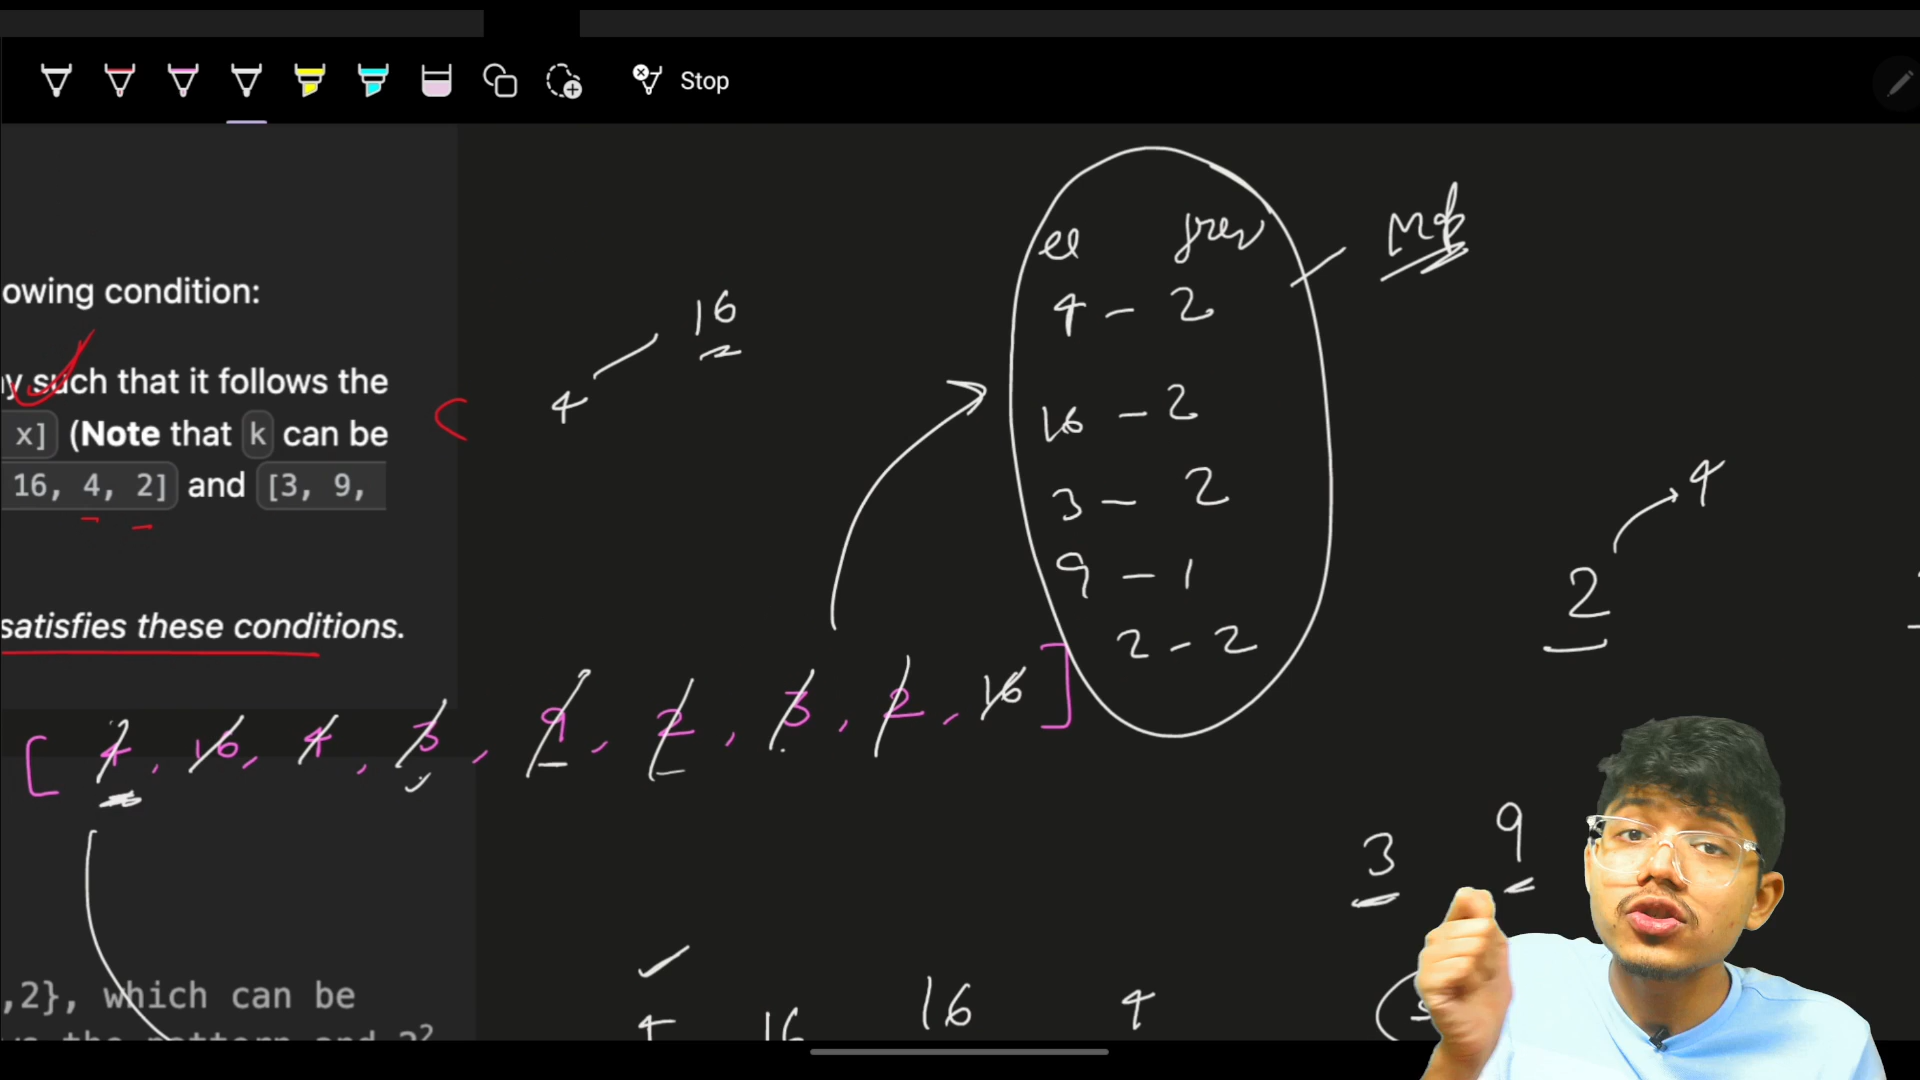 Stop
owing condition:
y such that it follows the
x] (Note that k can be
16, 4, 2] and [3, 9,
satisfies these conditions.
,2}, which can be
el
4 - 2
16 - 2
3 - 2
9 - 1
2 - 2
16
4
4
2
[ 4, 16, 4, 3, 9, 2, 3, 2, 16 ]
3 9
4 16 16 4